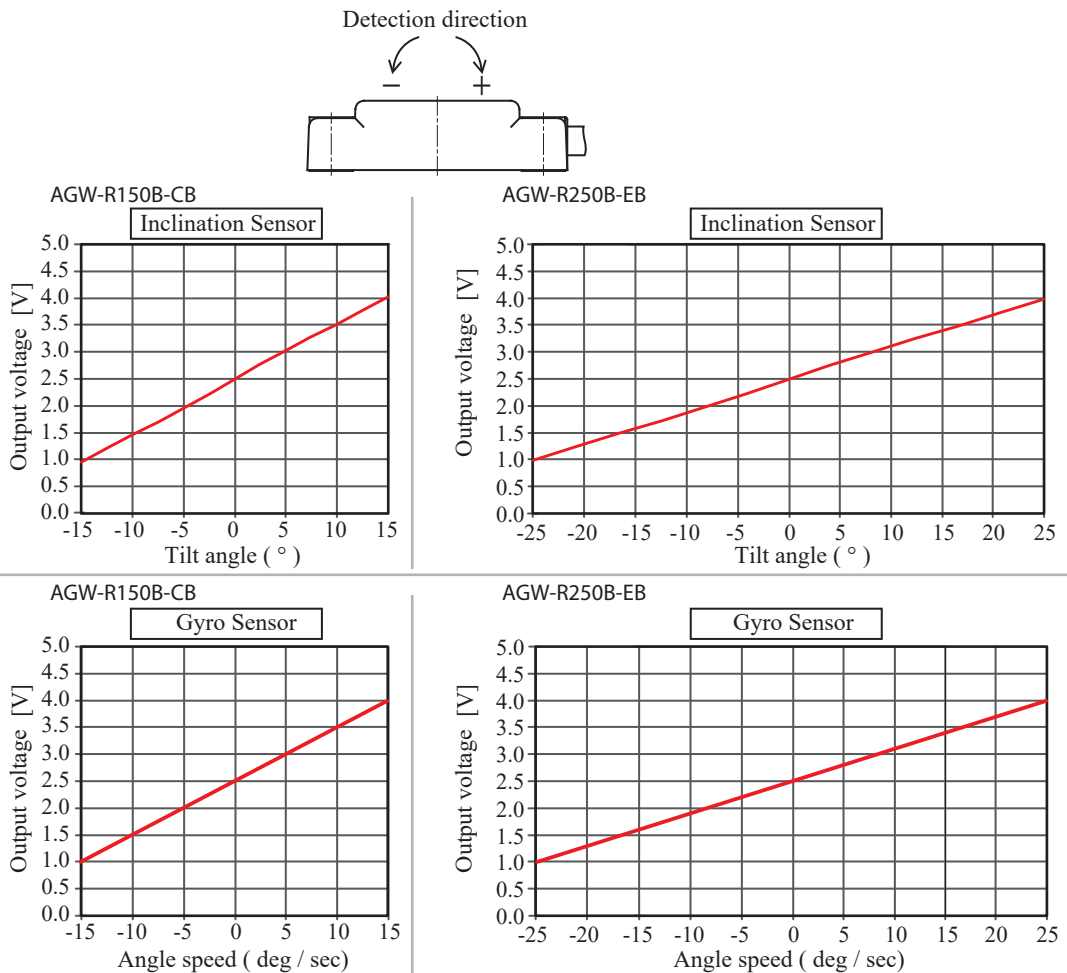 Detection direction
− +
AGW-R150B-CB
Inclination Sensor
Output voltage [V]
5.0
4.5
4.0
3.5
3.0
2.5
2.0
1.5
1.0
0.5
0.0
-15 -10 -5 0 5 10 15
Tilt angle ( ° )
AGW-R250B-EB
Inclination Sensor
Output voltage [V]
5.0
4.5
4.0
3.5
3.0
2.5
2.0
1.5
1.0
0.5
0.0
-25 -20 -15 -10 -5 0 5 10 15 20 25
Tilt angle ( ° )
AGW-R150B-CB
Gyro Sensor
Output voltage [V]
5.0
4.5
4.0
3.5
3.0
2.5
2.0
1.5
1.0
0.5
0.0
-15 -10 -5 0 5 10 15
Angle speed ( deg / sec)
AGW-R250B-EB
Gyro Sensor
Output voltage [V]
5.0
4.5
4.0
3.5
3.0
2.5
2.0
1.5
1.0
0.5
0.0
-25 -20 -15 -10 -5 0 5 10 15 20 25
Angle speed ( deg / sec)